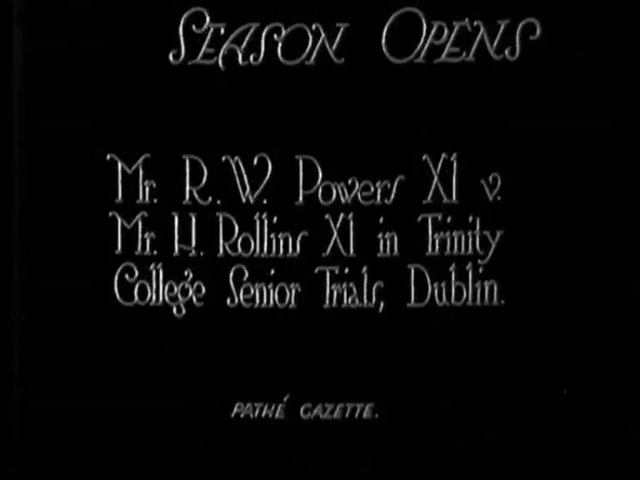 SEASON OPENS
Mr. R. W. Powers XI v.
Mr. H. Rollins XI in Trinity
College Senior Trials, Dublin.
PATHÉ GAZETTE.